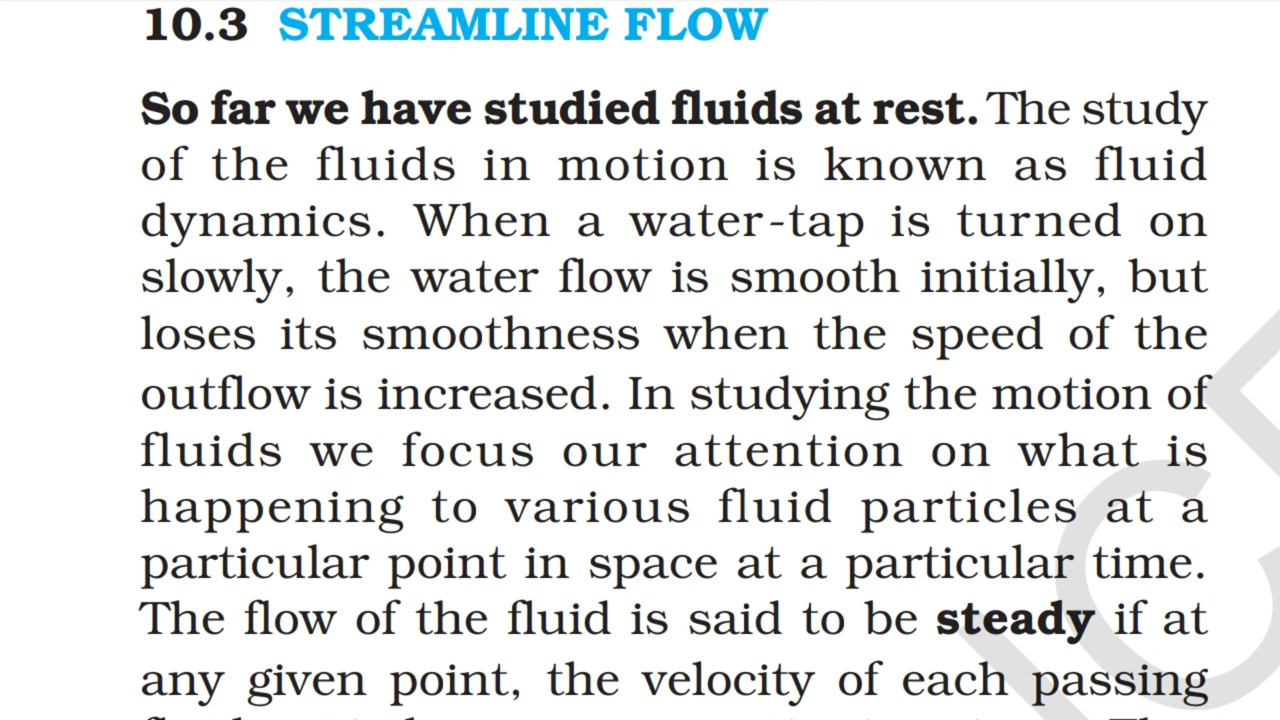 10.3 STREAMLINE FLOW
So far we have studied fluids at rest. The study
of the fluids in motion is known as fluid
dynamics. When a water-tap is turned on
slowly, the water flow is smooth initially, but
loses its smoothness when the speed of the
outflow is increased. In studying the motion of
fluids we focus our attention on what is
happening to various fluid particles at a
particular point in space at a particular time.
The flow of the fluid is said to be steady if at
any given point, the velocity of each passing